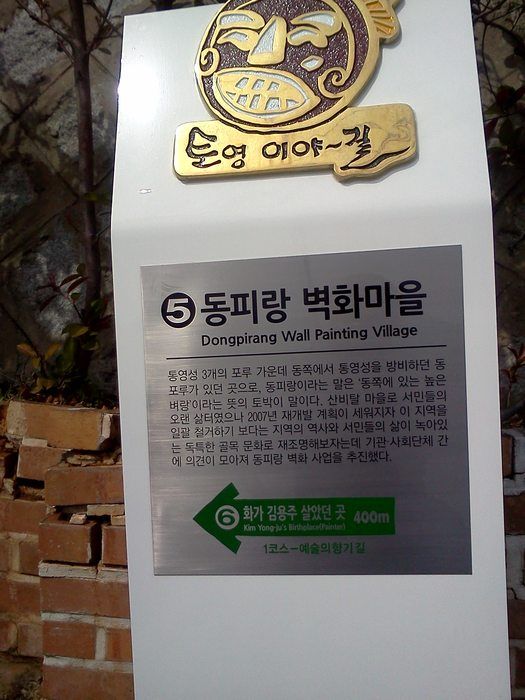 토영 이야~길
5 동피랑 벽화마을
Dongpirang Wall Painting Village
통영성 3개의 포루 가운데 동쪽에서 통영성을 방비하던 동
포루가 있던 곳으로, 동피랑이라는 말은 '동쪽에 있는 높은
벼랑'이라는 뜻의 토박이 말이다. 산비탈 마을로 서민들의
오랜 삶터였으나 2007년 재개발 계획이 세워지자 이 지역을
일괄 철거하기 보다는 지역의 역사와 서민들의 삶이 녹아있
는 독특한 골목 문화로 재조명해보자는데 기관·사회단체 간
에 의견이 모아져 동피랑 벽화 사업을 추진했다.
6 화가 김용주 살았던 곳 400m
Kim Yong-ju's Birthplace(Painter)
1코스-예술의향기길